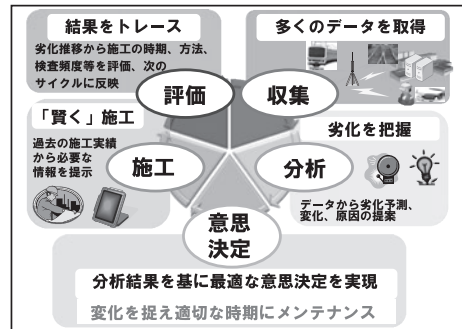 結果をトレース
劣化推移から施工の時期、方法、
検査頻度等を評価、次の
サイクルに反映
多くのデータを取得
評価
収集
「賢く」施工
過去の施工実績
から必要な
情報を提示
施工
劣化を把握
分析
データから劣化予測、
変化、原因の提案
意思
決定
分析結果を基に最適な意思決定を実現
変化を捉え適切な時期にメンテナンス